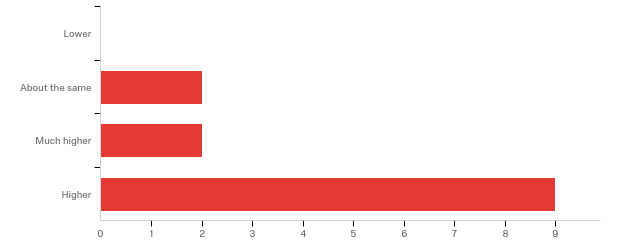 Lower
About the same
Much higher
Higher
0 1 2 3 4 5 6 7 8 9